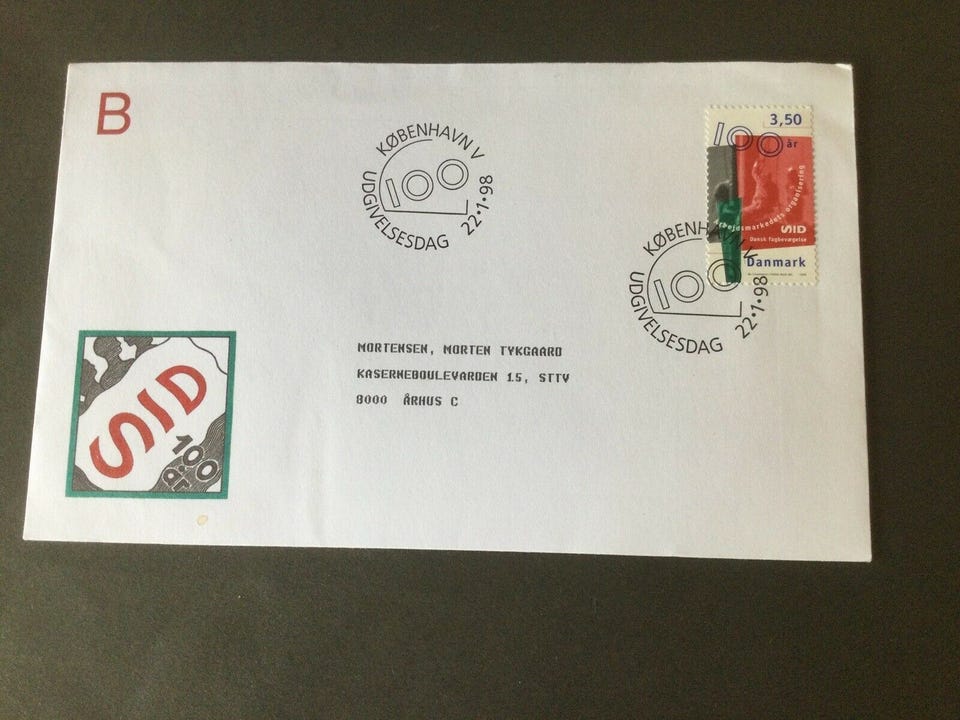 B
KØBENHAVN V
100
22·1·98
UDGIVELSESDAG
3,50
100 år
Arbejdsmarkedets organisering
SID
Dansk fagbevægelse
Danmark
KØBENHAVN V
100
22·1·98
UDGIVELSESDAG
MORTENSEN, MORTEN TYKGAARD
KASERNEBOULEVARDEN 15, STTV
8000 ÅRHUS C
SID
100
år